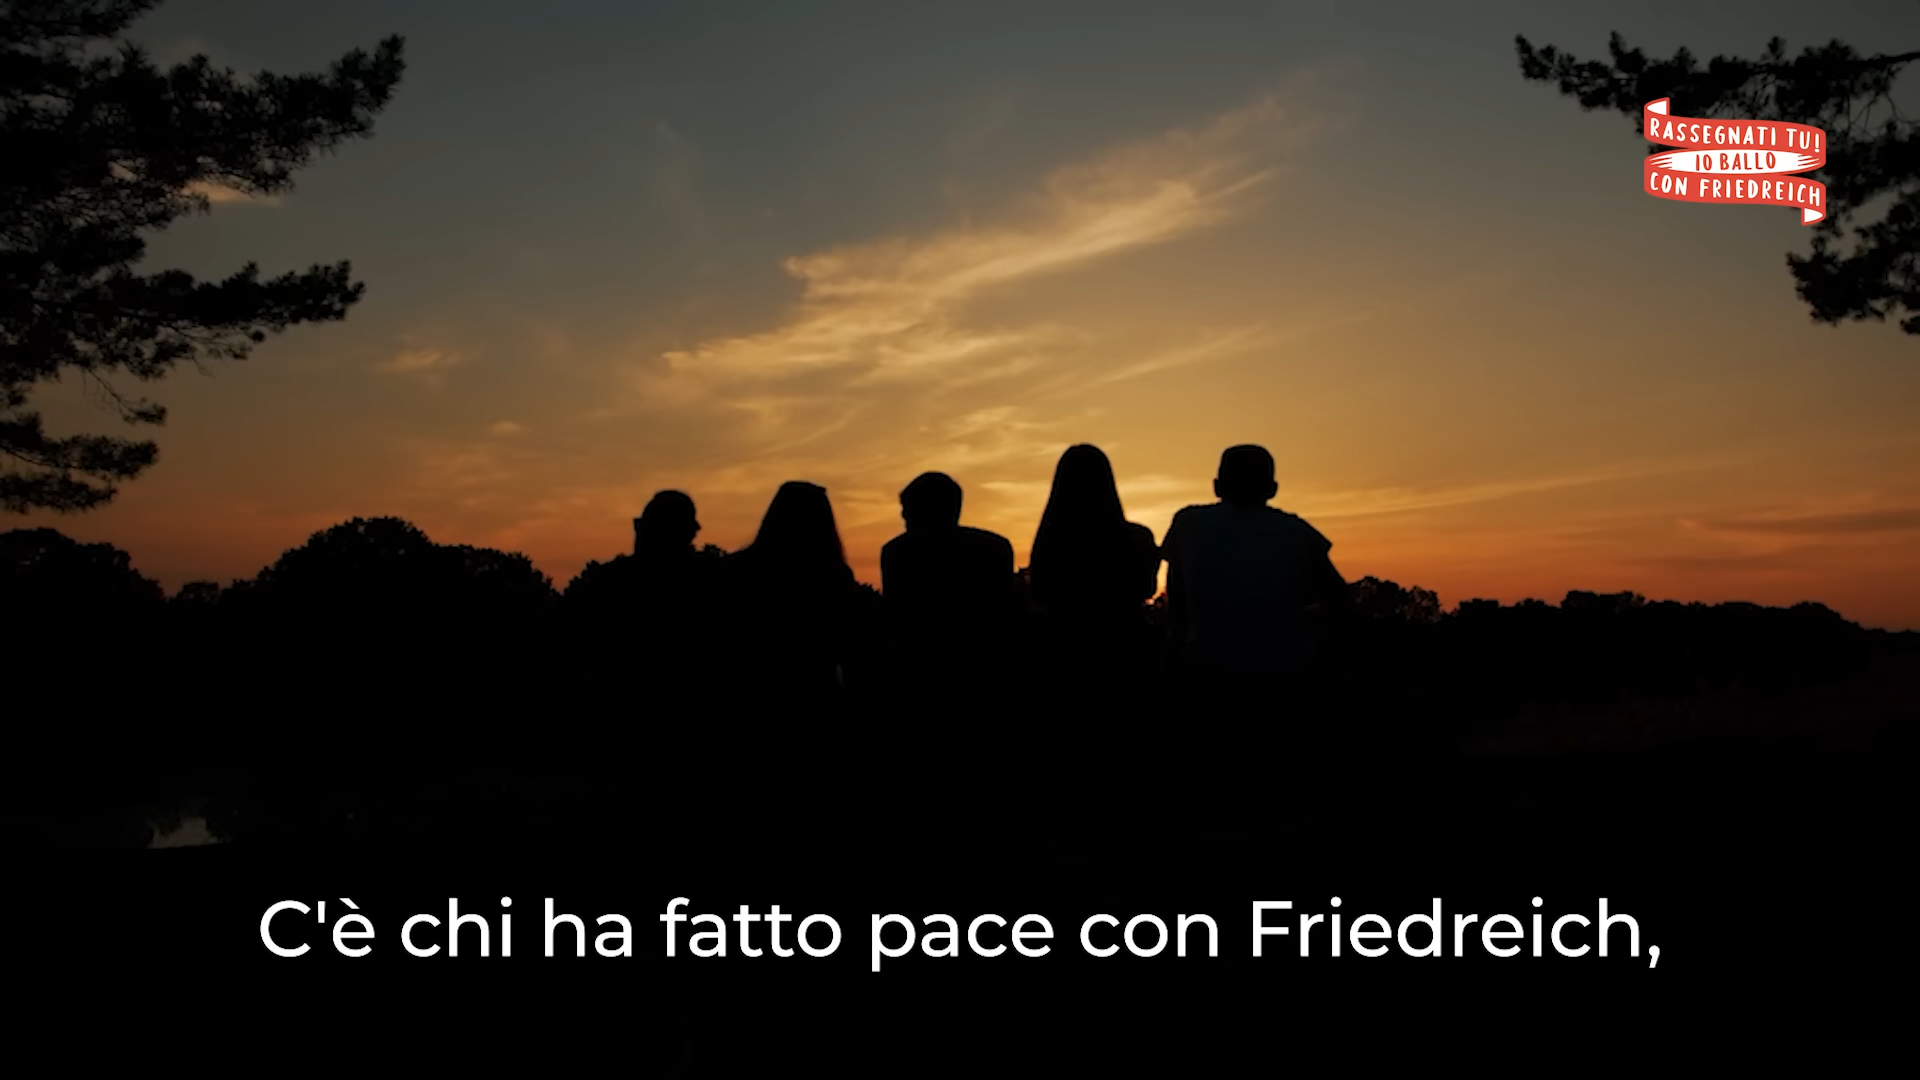 RASSEGNATI TU!
IO BALLO
CON FRIEDREICH
C'è chi ha fatto pace con Friedreich,